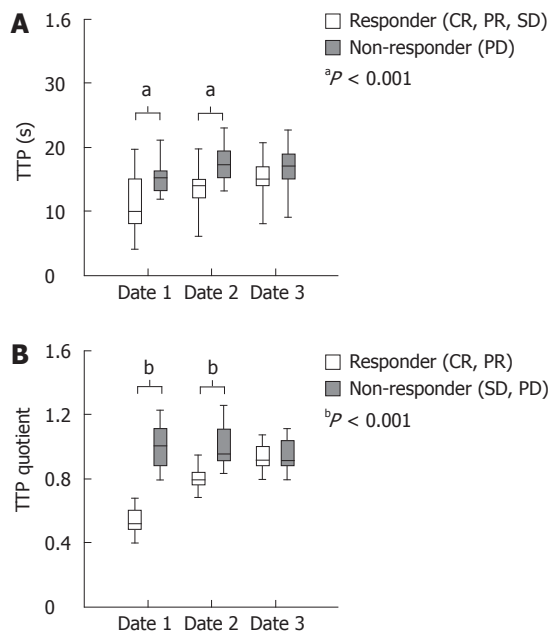 A
1.6
30
20
10
0
TTP (s)
a
a
Date 1 Date 2 Date 3
Responder (CR, PR, SD)
Non-responder (PD)
ᵃP < 0.001
B
1.6
1.2
0.8
0.4
0
TTP quotient
b
b
Date 1 Date 2 Date 3
Responder (CR, PR)
Non-responder (SD, PD)
ᵇP < 0.001